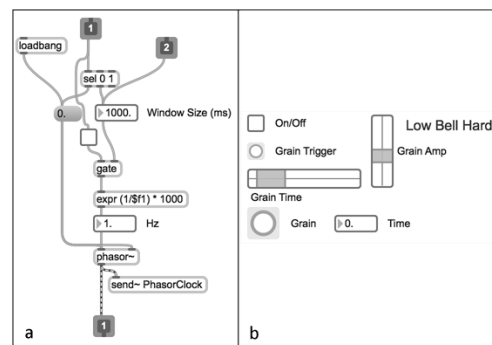 1
loadbang
2
sel 0 1
0.
1000.
Window Size (ms)
gate
expr (1/$f1) * 1000
1.
Hz
phasor~
send~ PhasorClock
1
a
On/Off
Low Bell Hard
Grain Trigger
Grain Amp
Grain Time
Grain
0.
Time
b